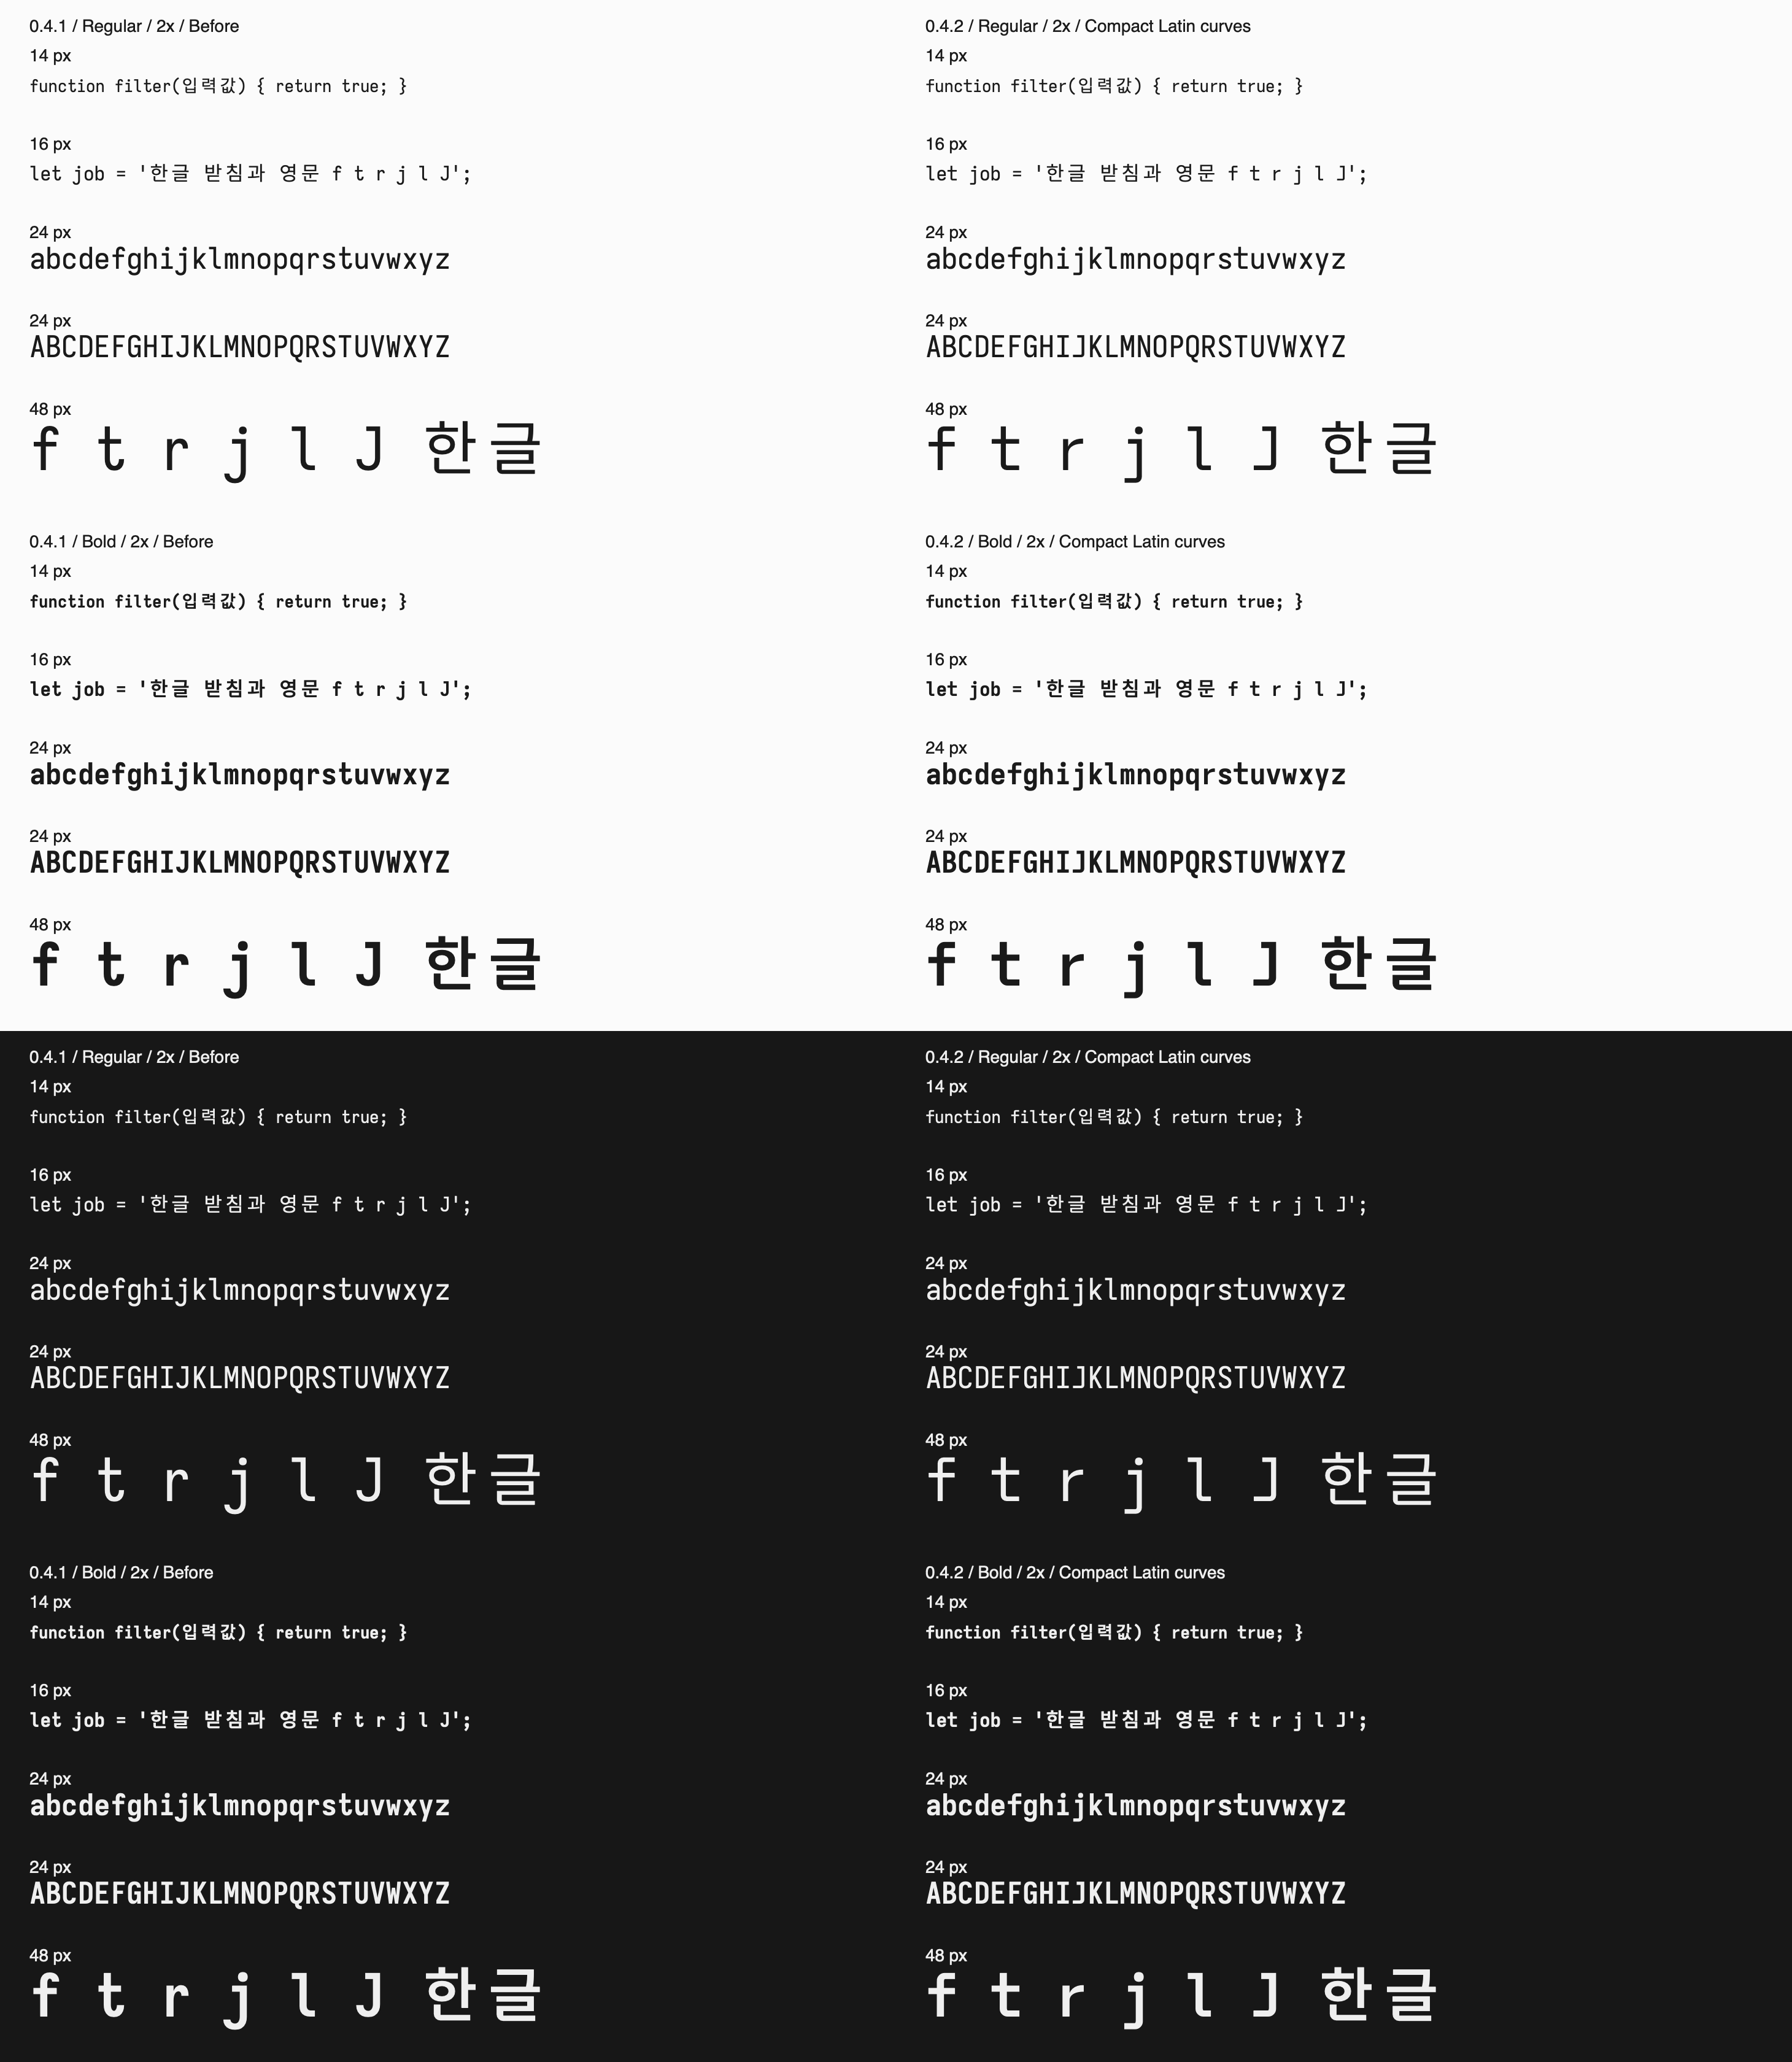 0.4.1 / Regular / 2x / Before
14 px
function filter(입력값) { return true; }
16 px
let job = '한글 받침과 영문 f t r j l J';
24 px
abcdefghijklmnopqrstuvwxyz
24 px
ABCDEFGHIJKLMNOPQRSTUVWXYZ
48 px
f t r j l J 한글
0.4.2 / Regular / 2x / Compact Latin curves
14 px
function filter(입력값) { return true; }
16 px
let job = '한글 받침과 영문 f t r j l J';
24 px
abcdefghijklmnopqrstuvwxyz
24 px
ABCDEFGHIJKLMNOPQRSTUVWXYZ
48 px
f t r j l J 한글
0.4.1 / Bold / 2x / Before
14 px
function filter(입력값) { return true; }
16 px
let job = '한글 받침과 영문 f t r j l J';
24 px
abcdefghijklmnopqrstuvwxyz
24 px
ABCDEFGHIJKLMNOPQRSTUVWXYZ
48 px
f t r j l J 한글
0.4.2 / Bold / 2x / Compact Latin curves
14 px
function filter(입력값) { return true; }
16 px
let job = '한글 받침과 영문 f t r j l J';
24 px
abcdefghijklmnopqrstuvwxyz
24 px
ABCDEFGHIJKLMNOPQRSTUVWXYZ
48 px
f t r j l J 한글
0.4.1 / Regular / 2x / Before
14 px
function filter(입력값) { return true; }
16 px
let job = '한글 받침과 영문 f t r j l J';
24 px
abcdefghijklmnopqrstuvwxyz
24 px
ABCDEFGHIJKLMNOPQRSTUVWXYZ
48 px
f t r j l J 한글
0.4.2 / Regular / 2x / Compact Latin curves
14 px
function filter(입력값) { return true; }
16 px
let job = '한글 받침과 영문 f t r j l J';
24 px
abcdefghijklmnopqrstuvwxyz
24 px
ABCDEFGHIJKLMNOPQRSTUVWXYZ
48 px
f t r j l J 한글
0.4.1 / Bold / 2x / Before
14 px
function filter(입력값) { return true; }
16 px
let job = '한글 받침과 영문 f t r j l J';
24 px
abcdefghijklmnopqrstuvwxyz
24 px
ABCDEFGHIJKLMNOPQRSTUVWXYZ
48 px
f t r j l J 한글
0.4.2 / Bold / 2x / Compact Latin curves
14 px
function filter(입력값) { return true; }
16 px
let job = '한글 받침과 영문 f t r j l J';
24 px
abcdefghijklmnopqrstuvwxyz
24 px
ABCDEFGHIJKLMNOPQRSTUVWXYZ
48 px
f t r j l J 한글